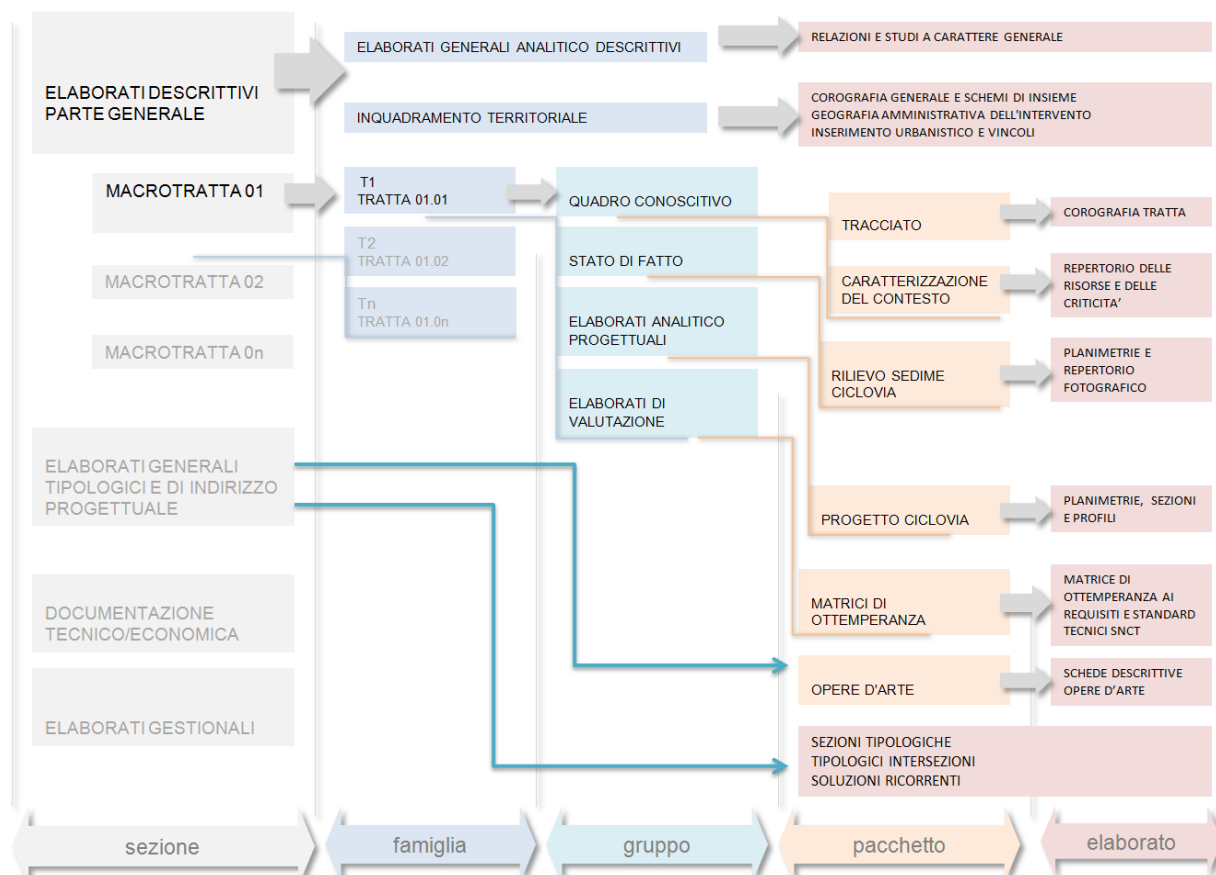 ELABORATI DESCRITTIVI
PARTE GENERALE
ELABORATI GENERALI ANALITICO DESCRITTIVI
RELAZIONI E STUDI A CARATTERE GENERALE
INQUADRAMENTO TERRITORIALE
COROGRAFIA GENERALE E SCHEMI DI INSIEME
GEOGRAFIA AMMINISTRATIVA DELL'INTERVENTO
INSERIMENTO URBANISTICO E VINCOLI
MACROTRATTA 01
T1
TRATTA 01.01
T2
TRATTA 01.02
Tn
TRATTA 01.0n
MACROTRATTA 02
MACROTRATTA 0n
QUADRO CONOSCITIVO
STATO DI FATTO
ELABORATI ANALITICO
PROGETTUALI
ELABORATI DI
VALUTAZIONE
TRACCIATO
COROGRAFIA TRATTA
CARATTERIZZAZIONE
DEL CONTESTO
REPERTORIO DELLE
RISORSE E DELLE
CRITICITA’
RILIEVO SEDIME
CICLOVIA
PLANIMETRIE E
REPERTORIO
FOTOGRAFICO
ELABORATI GENERALI
TIPOLOGICI E DI INDIRIZZO
PROGETTUALE
PROGETTO CICLOVIA
PLANIMETRIE, SEZIONI
E PROFILI
DOCUMENTAZIONE
TECNICO/ECONOMICA
MATRICI DI
OTTEMPERANZA
MATRICE DI
OTTEMPERANZA AI
REQUISITI E STANDARD
TECNICI SNCT
ELABORATI GESTIONALI
OPERE D'ARTE
SCHEDE DESCRITTIVE
OPERE D’ARTE
SEZIONI TIPOLOGICHE
TIPOLOGICI INTERSEZIONI
SOLUZIONI RICORRENTI
sezione
famiglia
gruppo
pacchetto
elaborato